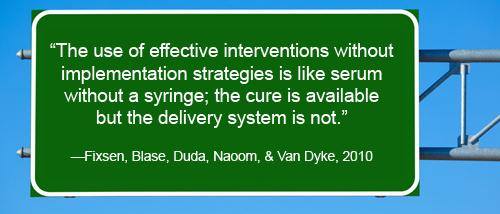 “The use of effective interventions without
implementation strategies is like serum
without a syringe; the cure is available
but the delivery system is not.”
—Fixsen, Blase, Duda, Naoom, & Van Dyke, 2010